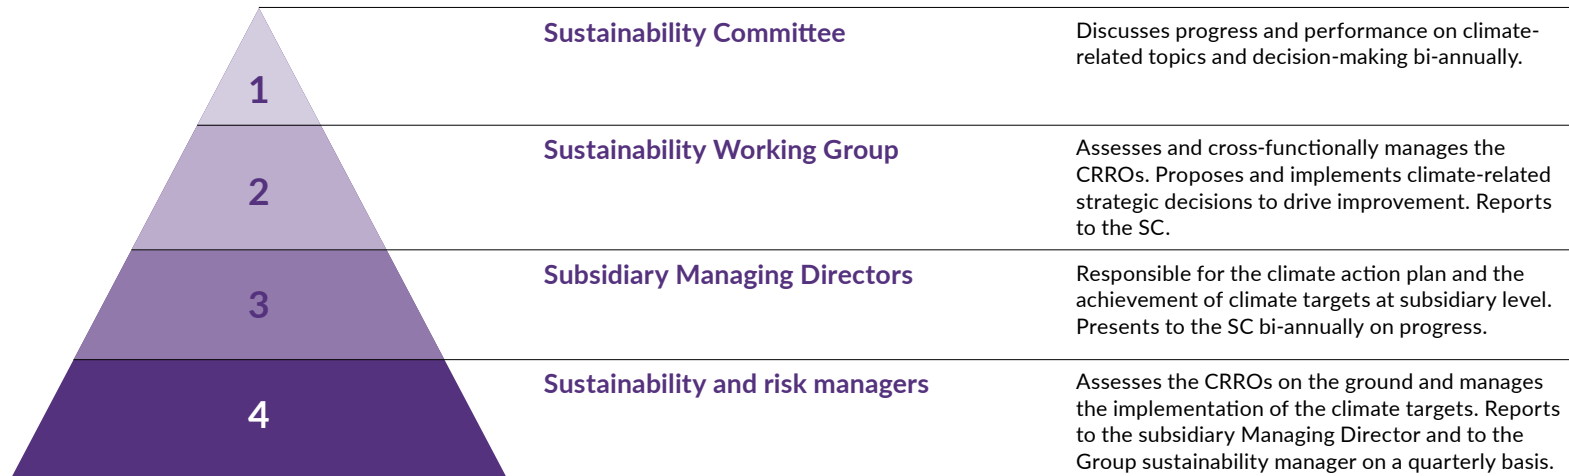 1
Sustainability Committee
Discusses progress and performance on climate-
related topics and decision-making bi-annually.
2
Sustainability Working Group
Assesses and cross-functionally manages the
CRROs. Proposes and implements climate-related
strategic decisions to drive improvement. Reports
to the SC.
3
Subsidiary Managing Directors
Responsible for the climate action plan and the
achievement of climate targets at subsidiary level.
Presents to the SC bi-annually on progress.
4
Sustainability and risk managers
Assesses the CRROs on the ground and manages
the implementation of the climate targets. Reports
to the subsidiary Managing Director and to the
Group sustainability manager on a quarterly basis.